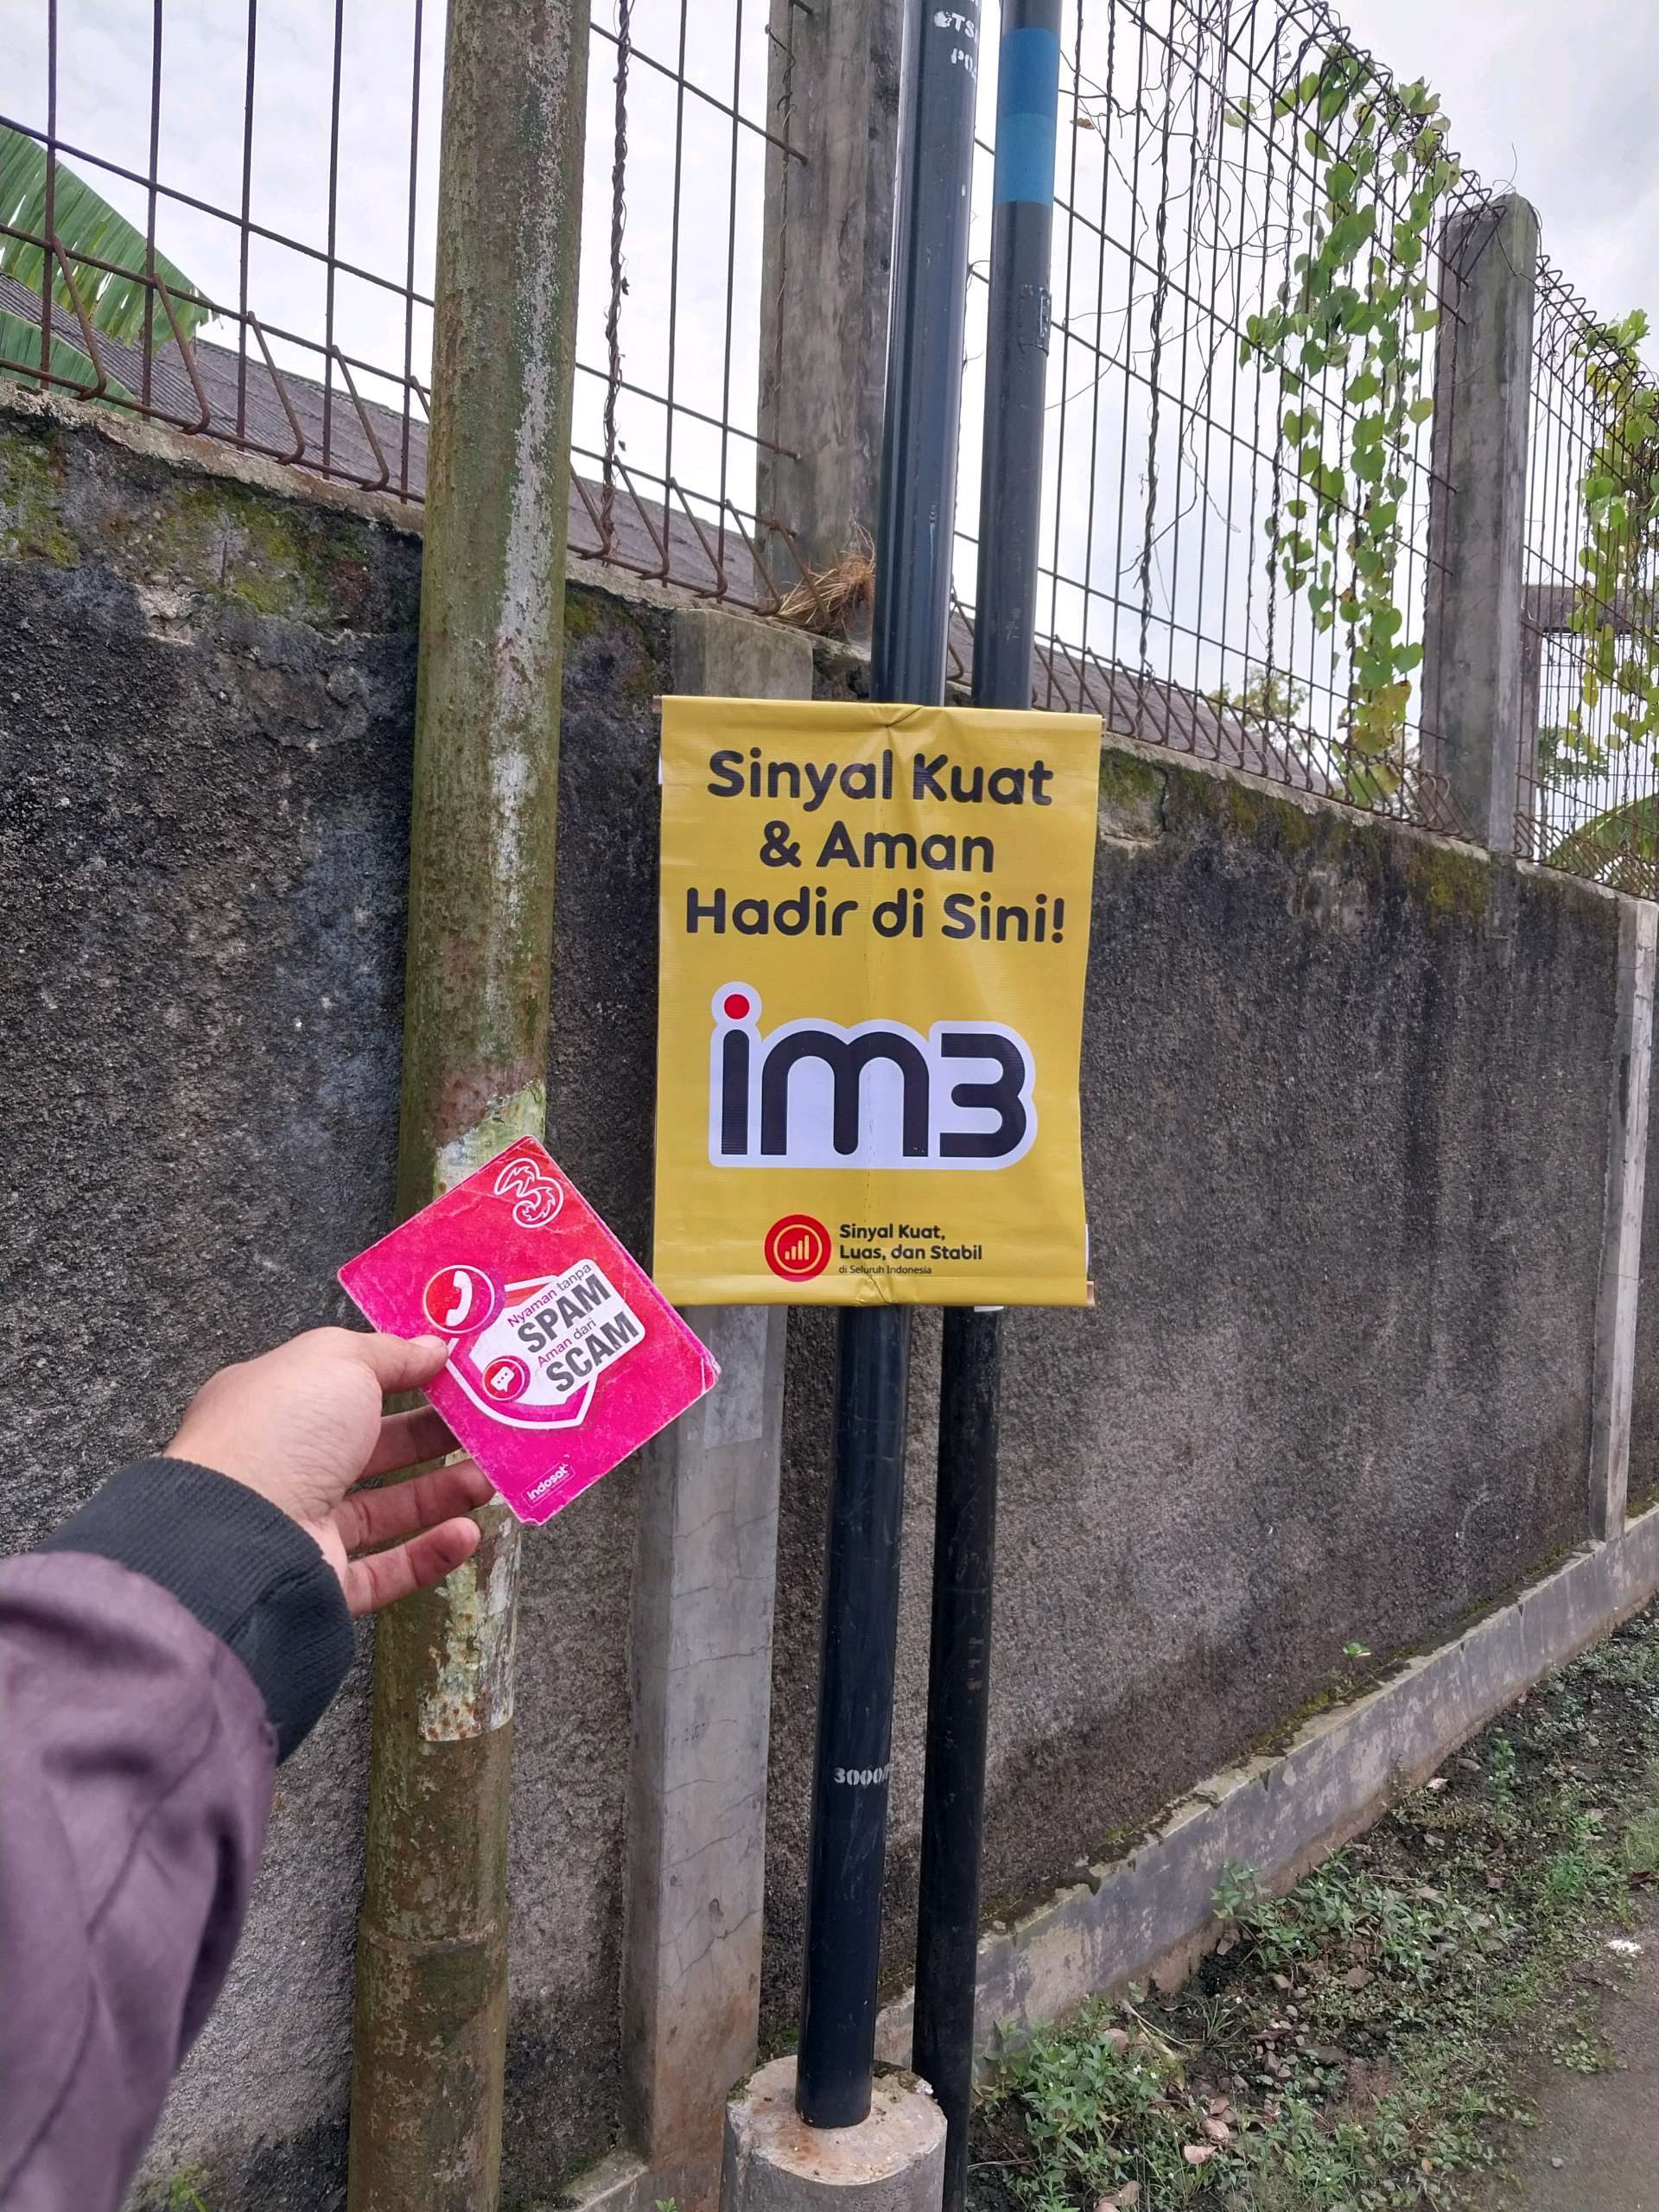 Sinyal Kuat
& Aman
Hadir di Sini!
im3
Sinyal Kuat,
Luas, dan Stabil
di Seluruh Indonesia
3
Nyaman tanpa
SPAM
Aman dari
SCAM
indosat